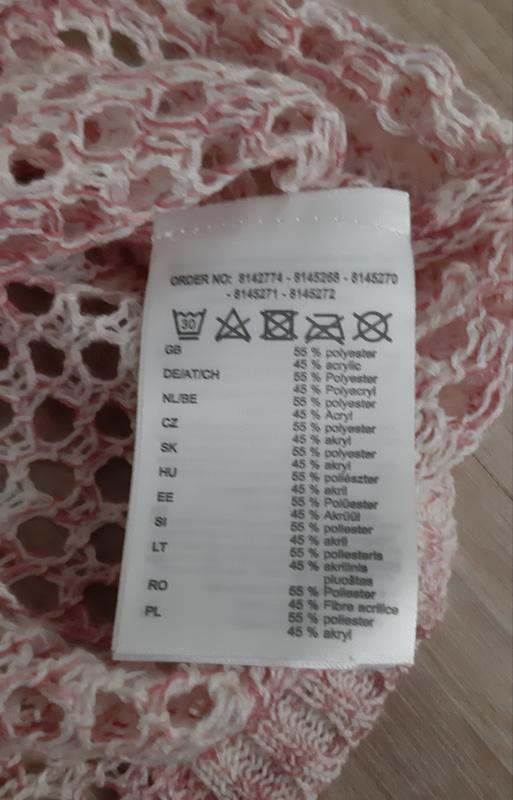 ORDER NO: 8142774 - 8145268 - 8145270
- 8145271 - 8145272
30
GB 55 % polyester
45 % acrylic
DE/AT/CH 55 % Polyester
45 % Polyacryl
NL/BE 55 % polyester
45 % Acryl
CZ 55 % polyester
45 % akryl
SK 55 % polyester
45 % akryl
HU 55 % poliészter
45 % akril
EE 55 % Polüester
45 % Akrüül
SI 55 % poliester
45 % akril
LT 55 % poliesteris
45 % akrilinis
pluoštas
RO 55 % Poliester
45 % Fibre acrilice
PL 55 % poliester
45 % akryl